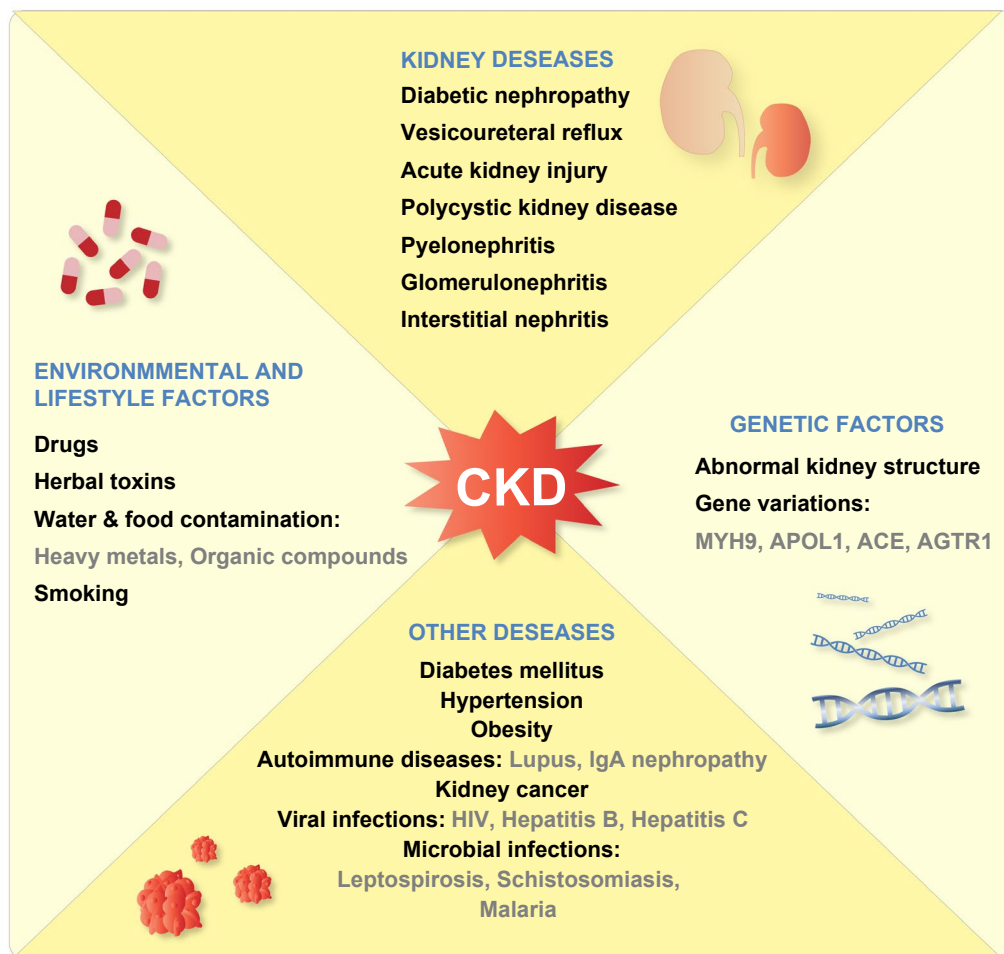 KIDNEY DESEASES
Diabetic nephropathy
Vesicoureteral reflux
Acute kidney injury
Polycystic kidney disease
Pyelonephritis
Glomerulonephritis
Interstitial nephritis
ENVIRONMMENTAL AND
LIFESTYLE FACTORS
Drugs
Herbal toxins
Water & food contamination:
Heavy metals, Organic compounds
Smoking
CKD
GENETIC FACTORS
Abnormal kidney structure
Gene variations:
MYH9, APOL1, ACE, AGTR1
OTHER DESEASES
Diabetes mellitus
Hypertension
Obesity
Autoimmune diseases: Lupus, IgA nephropathy
Kidney cancer
Viral infections: HIV, Hepatitis B, Hepatitis C
Microbial infections:
Leptospirosis, Schistosomiasis,
Malaria